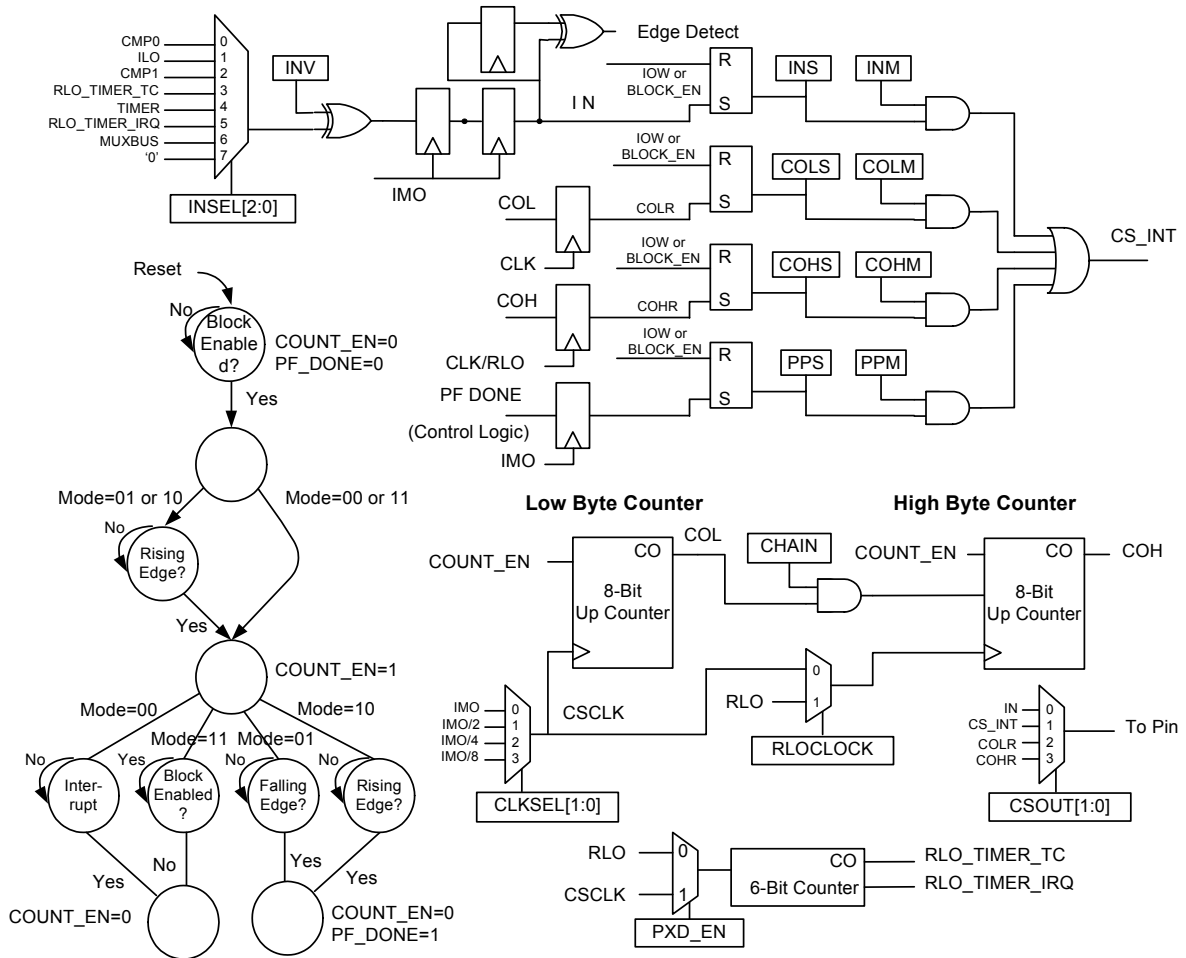 CMP0
ILO
CMP1
RLO_TIMER_TC
TIMER
RLO_TIMER_IRQ
MUXBUS
'0'
0
1
2
3
4
5
6
7
INSEL[2:0]
INV
IMO
Edge Detect
I N
IOW or
BLOCK_EN
R
S
INS
INM
IOW or
BLOCK_EN
R
S
COL
COLR
CLK
COLS
COLM
IOW or
BLOCK_EN
R
S
COH
COHR
CLK/RLO
COHS
COHM
IOW or
BLOCK_EN
R
S
PF DONE
(Control Logic)
IMO
PPS
PPM
CS_INT
Reset
No
Block
Enable
d?
COUNT_EN=0
PF_DONE=0
Yes
Mode=01 or 10
Mode=00 or 11
No
Rising
Edge?
Yes
COUNT_EN=1
Mode=00
Mode=11
Mode=01
Mode=10
No
Inter-
rupt
Yes
Block
Enabled
?
No
Falling
Edge?
No
Rising
Edge?
Yes
No
Yes
Yes
COUNT_EN=0
COUNT_EN=0
PF_DONE=1
Low Byte Counter
High Byte Counter
COUNT_EN
CO
8-Bit
Up Counter
COL
CHAIN
COUNT_EN
CO
8-Bit
Up Counter
COH
IMO
IMO/2
IMO/4
IMO/8
0
1
2
3
CSCLK
CLKSEL[1:0]
RLO
0
1
RLOCLOCK
IN
CS_INT
COLR
COHR
0
1
2
3
To Pin
CSOUT[1:0]
RLO
CSCLK
0
1
PXD_EN
CO
6-Bit Counter
RLO_TIMER_TC
RLO_TIMER_IRQ